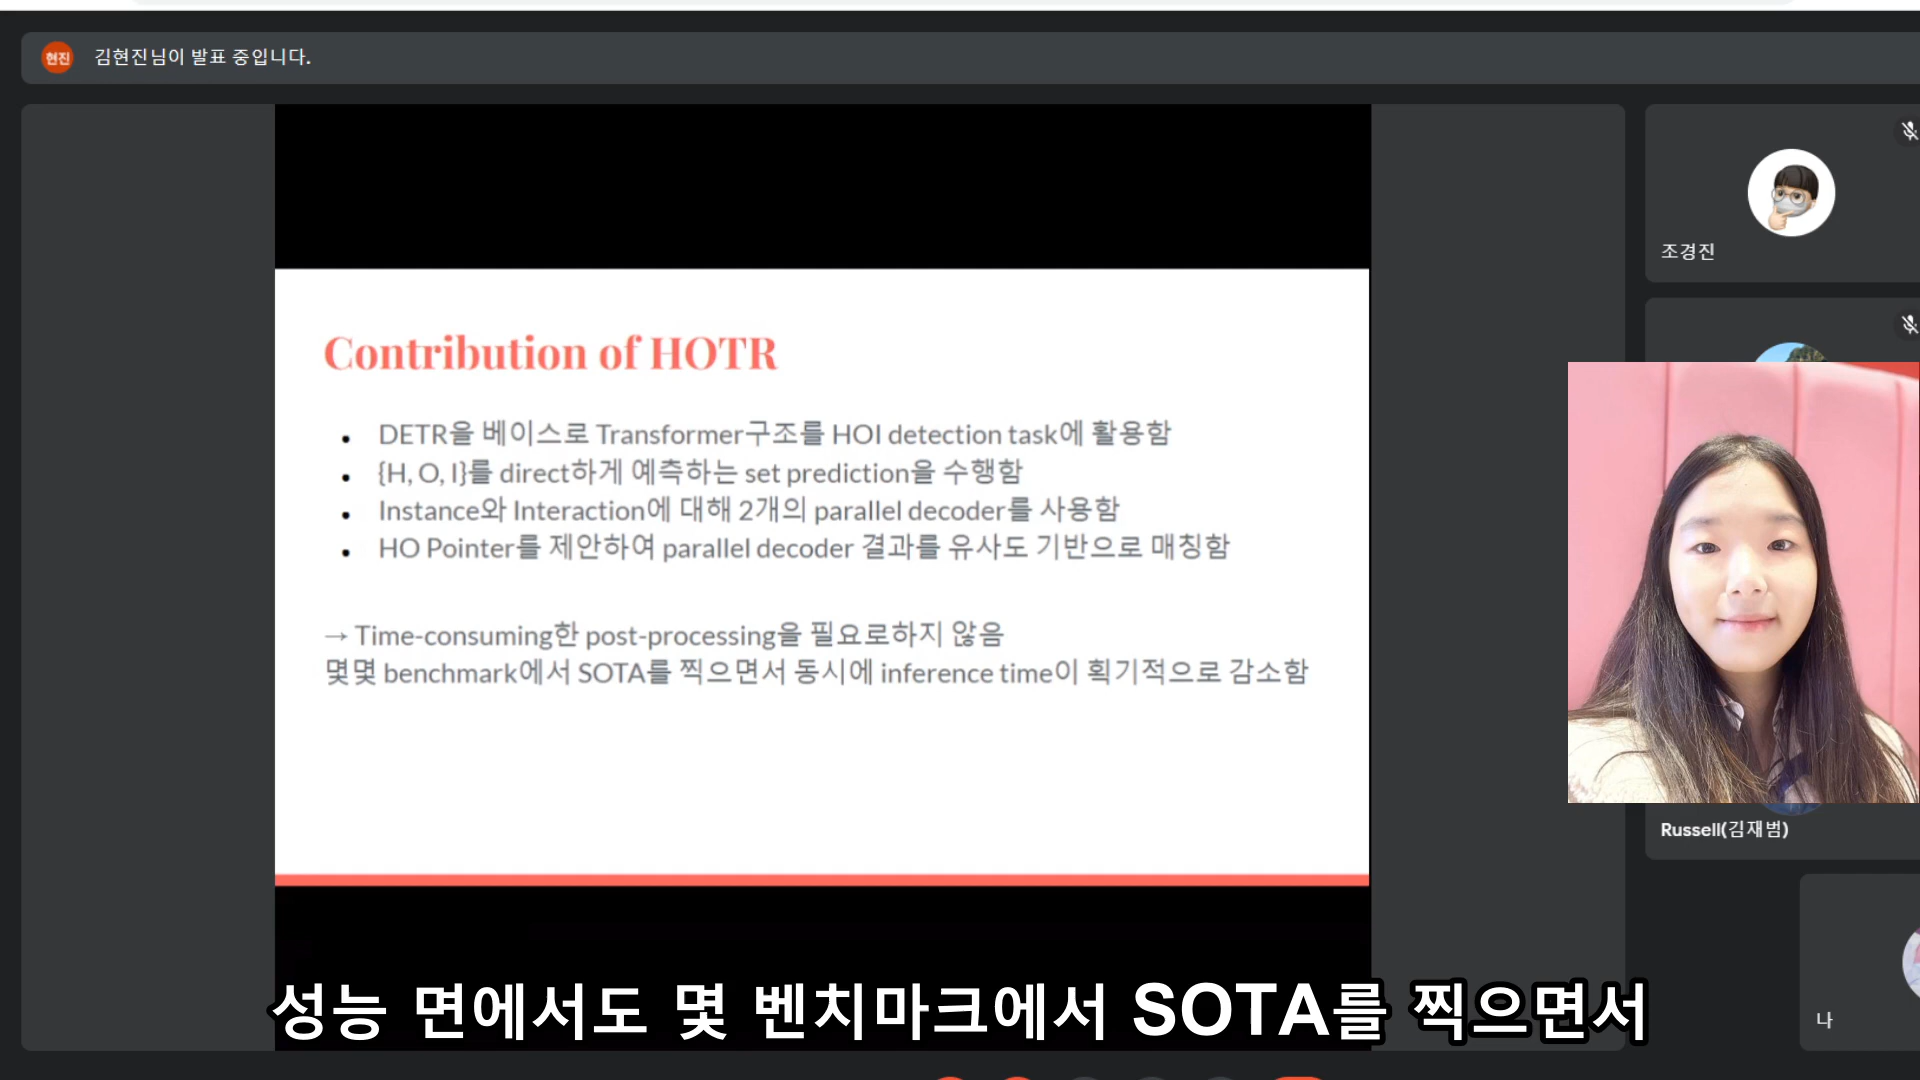 현진 김현진님이 발표 중입니다.
조경진
Contribution of HOTR
• DETR을 베이스로 Transformer구조를 HOI detection task에 활용함
• {H, O, I}를 direct하게 예측하는 set prediction을 수행함
• Instance와 Interaction에 대해 2개의 parallel decoder를 사용함
• HO Pointer를 제안하여 parallel decoder 결과를 유사도 기반으로 매칭함
→ Time-consuming한 post-processing을 필요로하지 않음
몇몇 benchmark에서 SOTA를 찍으면서 동시에 inference time이 획기적으로 감소함
Russell(김재범)
성능 면에서도 몇 벤치마크에서 SOTA를 찍으면서
나